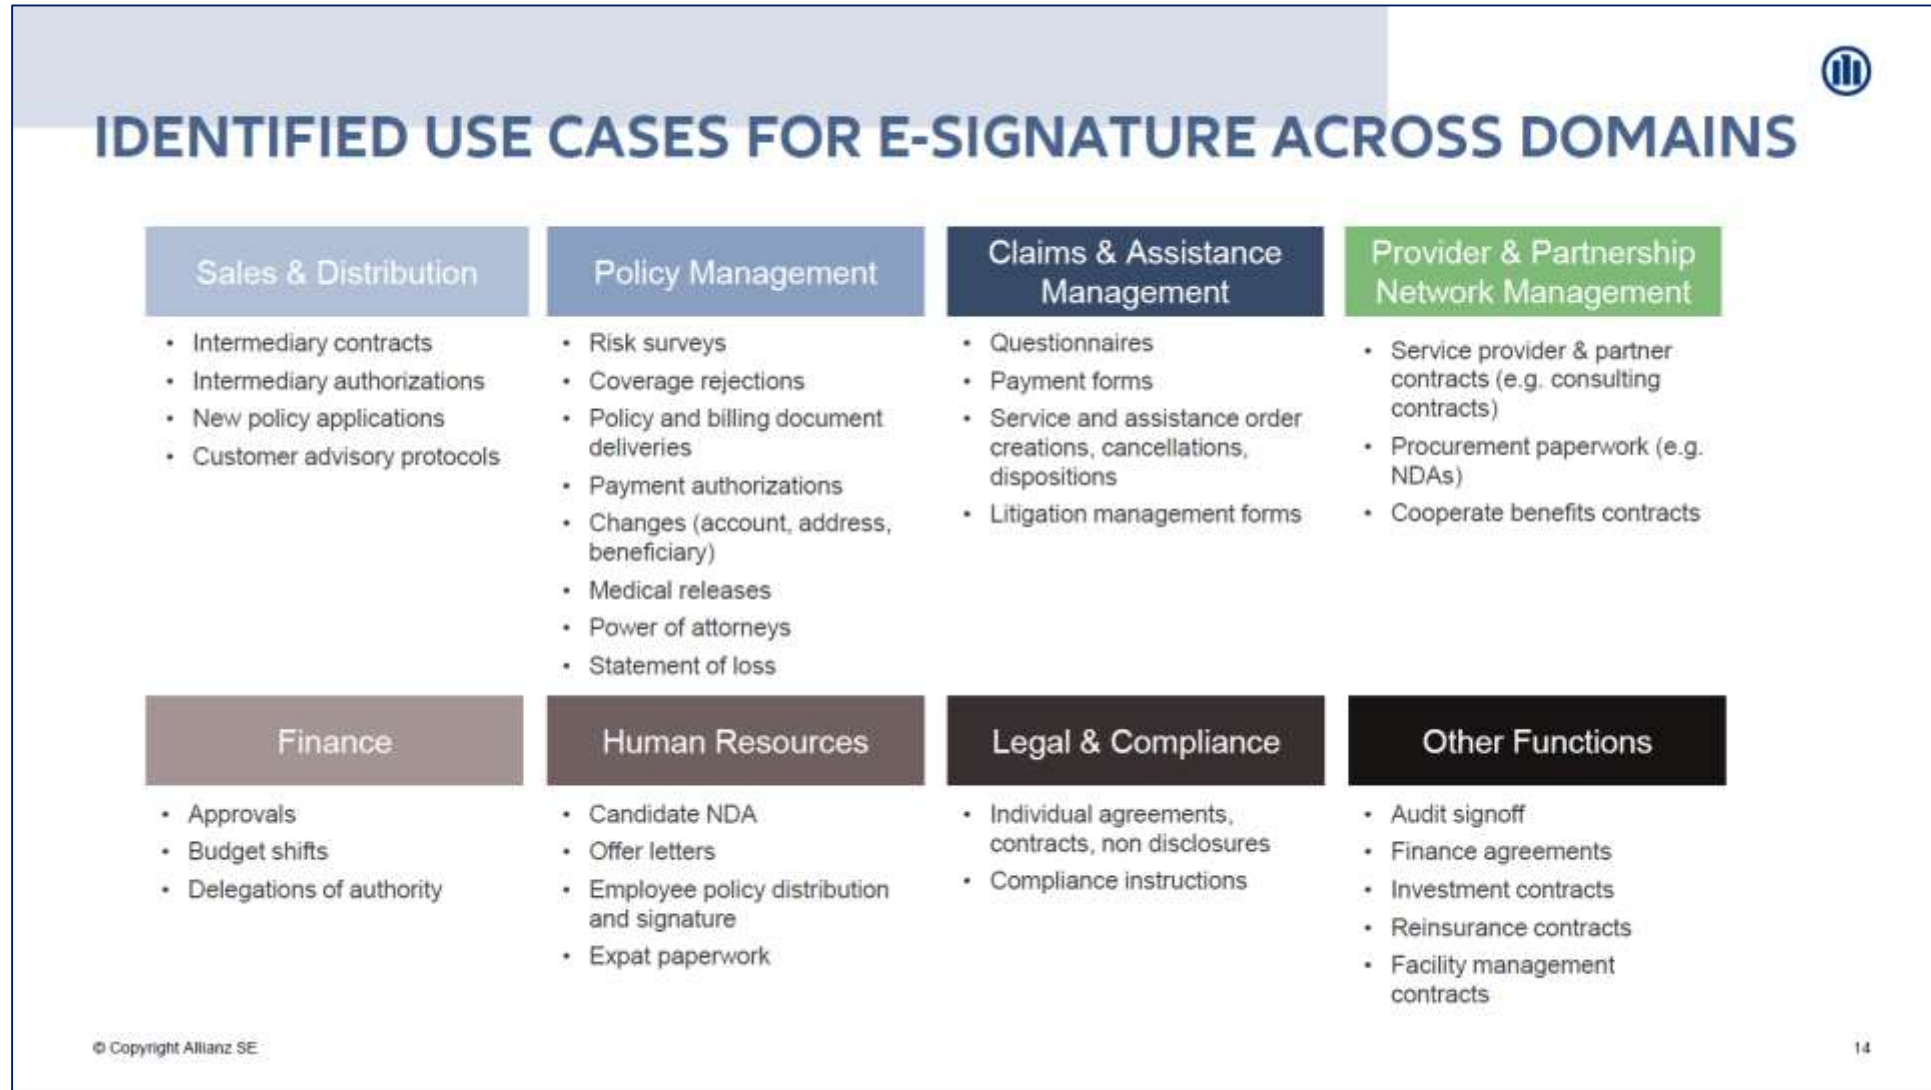 IDENTIFIED USE CASES FOR E-SIGNATURE ACROSS DOMAINS
Sales & Distribution
• Intermediary contracts
• Intermediary authorizations
• New policy applications
• Customer advisory protocols
Policy Management
• Risk surveys
• Coverage rejections
• Policy and billing document
deliveries
• Payment authorizations
• Changes (account, address,
beneficiary)
• Medical releases
• Power of attorneys
• Statement of loss
Claims & Assistance
Management
• Questionnaires
• Payment forms
• Service and assistance order
creations, cancellations,
dispositions
• Litigation management forms
Provider & Partnership
Network Management
• Service provider & partner
contracts (e.g. consulting
contracts)
• Procurement paperwork (e.g.
NDAs)
• Cooperate benefits contracts
Finance
• Approvals
• Budget shifts
• Delegations of authority
Human Resources
• Candidate NDA
• Offer letters
• Employee policy distribution
and signature
• Expat paperwork
Legal & Compliance
• Individual agreements,
contracts, non disclosures
• Compliance instructions
Other Functions
• Audit signoff
• Finance agreements
• Investment contracts
• Reinsurance contracts
• Facility management
contracts
© Copyright Allianz SE
14